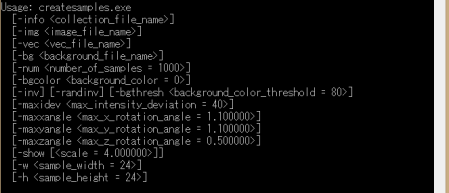 Usage: createsamples.exe
[-info <collection_file_name>]
[-img <image_file_name>]
[-vec <vec_file_name>]
[-bg <background_file_name>]
[-num <number_of_samples = 1000>]
[-bgcolor <background_color = 0>]
[-inv] [-randinv] [-bgthresh <background_color_threshold = 80>]
[-maxidev <max_intensity_deviation = 40>]
[-maxxangle <max_x_rotation_angle = 1.100000>]
[-maxyangle <max_y_rotation_angle = 1.100000>]
[-maxzangle <max_z_rotation_angle = 0.500000>]
[-show [<scale = 4.000000>]]
[-w <sample_width = 24>]
[-h <sample_height = 24>]